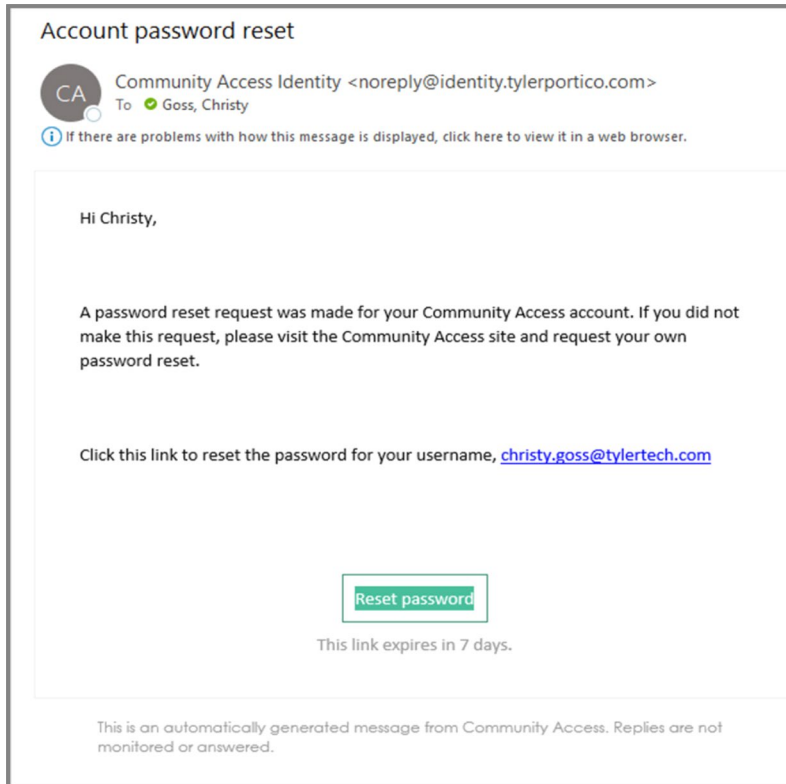 Account password reset
CA
Community Access Identity <noreply@identity.tylerportico.com>
To Goss, Christy
If there are problems with how this message is displayed, click here to view it in a web browser.
Hi Christy,
A password reset request was made for your Community Access account. If you did not
make this request, please visit the Community Access site and request your own
password reset.
Click this link to reset the password for your username, christy.goss@tylertech.com
Reset password
This link expires in 7 days.
This is an automatically generated message from Community Access. Replies are not
monitored or answered.